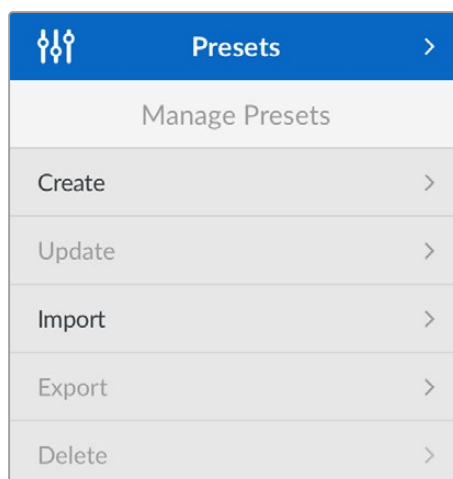 Presets
Manage Presets
Create
Update
Import
Export
Delete